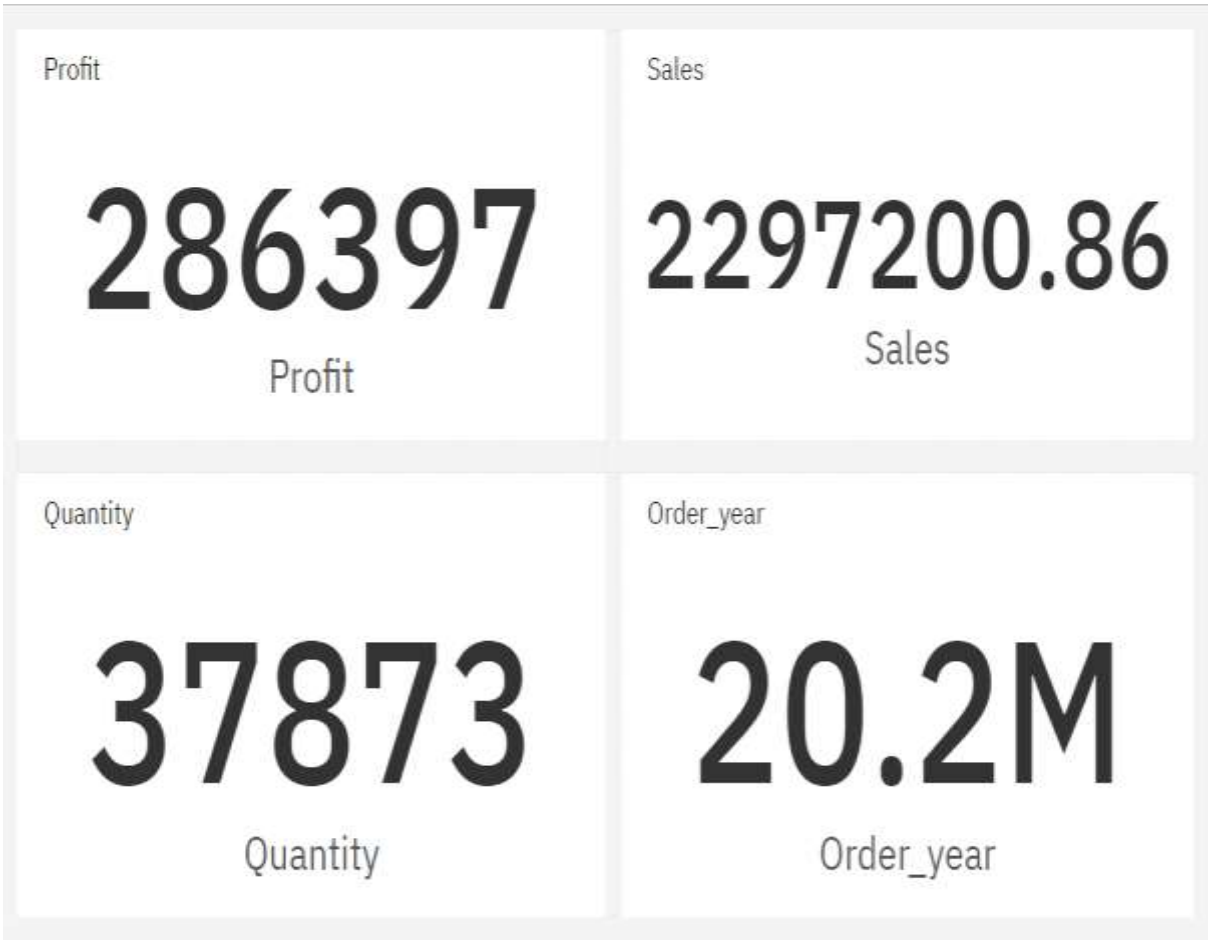 Profit
286397
Profit
Sales
2297200.86
Sales
Quantity
37873
Quantity
Order_year
20.2M
Order_year